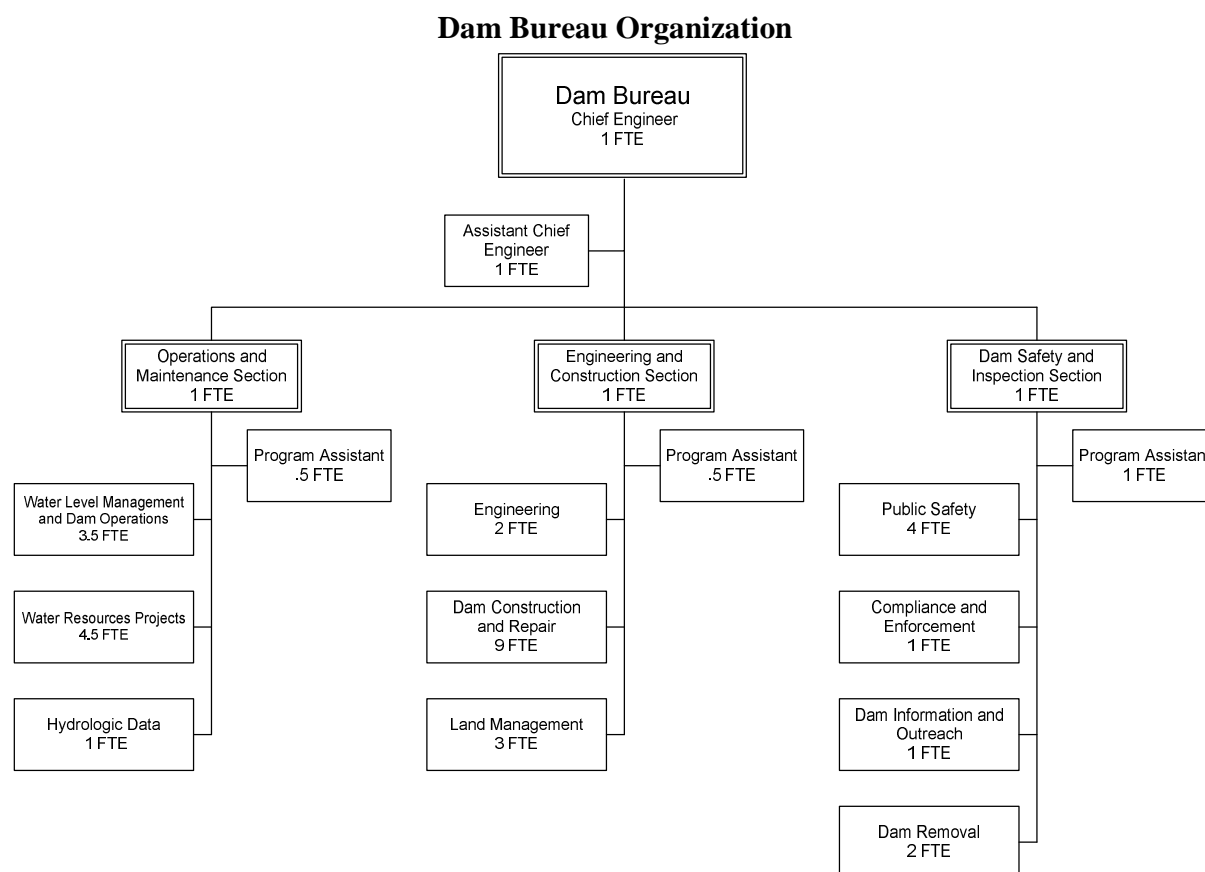 Dam Bureau Organization
Dam Bureau
Chief Engineer
1 FTE
Assistant Chief
Engineer
1 FTE
Operations and
Maintenance Section
1 FTE
Program Assistant
.5 FTE
Water Level Management
and Dam Operations
3.5 FTE
Water Resources Projects
4.5 FTE
Hydrologic Data
1 FTE
Engineering and
Construction Section
1 FTE
Program Assistant
.5 FTE
Engineering
2 FTE
Dam Construction
and Repair
9 FTE
Land Management
3 FTE
Dam Safety and
Inspection Section
1 FTE
Program Assistant
1 FTE
Public Safety
4 FTE
Compliance and
Enforcement
1 FTE
Dam Information and
Outreach
1 FTE
Dam Removal
2 FTE